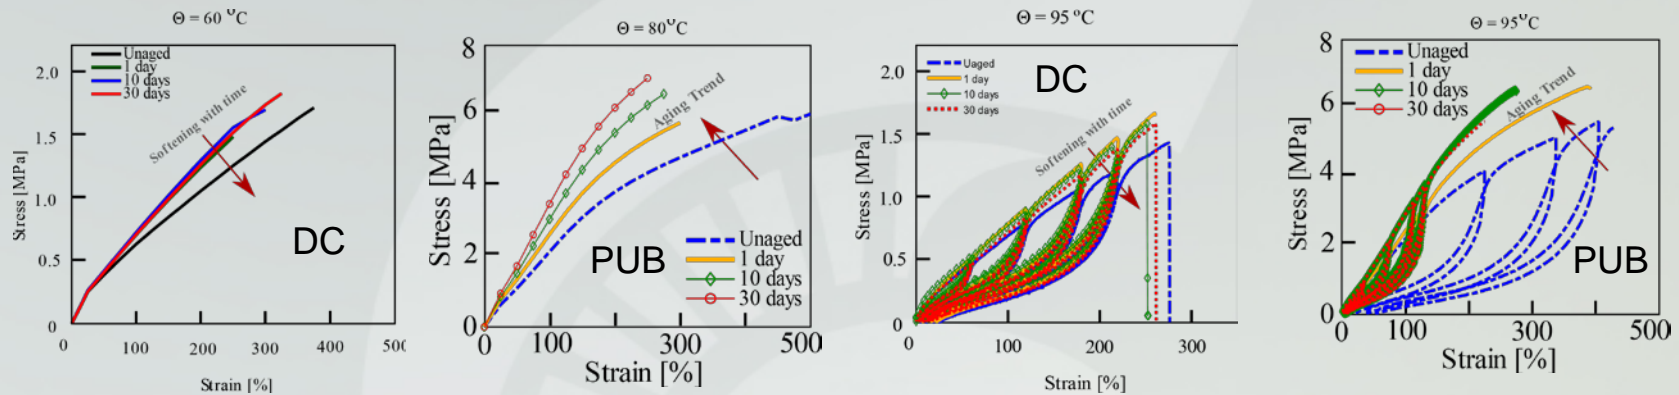 Θ = 60 °C
2.0
1.5
1.0
0.5
0
0
100
200
300
400
500
Stress [MPa]
Strain [%]
Unaged
1 day
10 days
30 days
Softening with time
DC
Θ = 80°C
8
6
4
2
0
0
100
300
500
Stress [MPa]
Strain [%]
Aging Trend
PUB
Unaged
1 day
10 days
30 days
Θ = 95 °C
2.0
1.5
1.0
0.5
0
0
100
200
300
Stress [MPa]
Strain [%]
Uaged
1 day
10 days
30 days
DC
Softening with time
Θ = 95°C
8
6
4
2
0
0
100
300
500
Stress [MPa]
Strain [%]
Unaged
1 day
10 days
30 days
Aging Trend
PUB